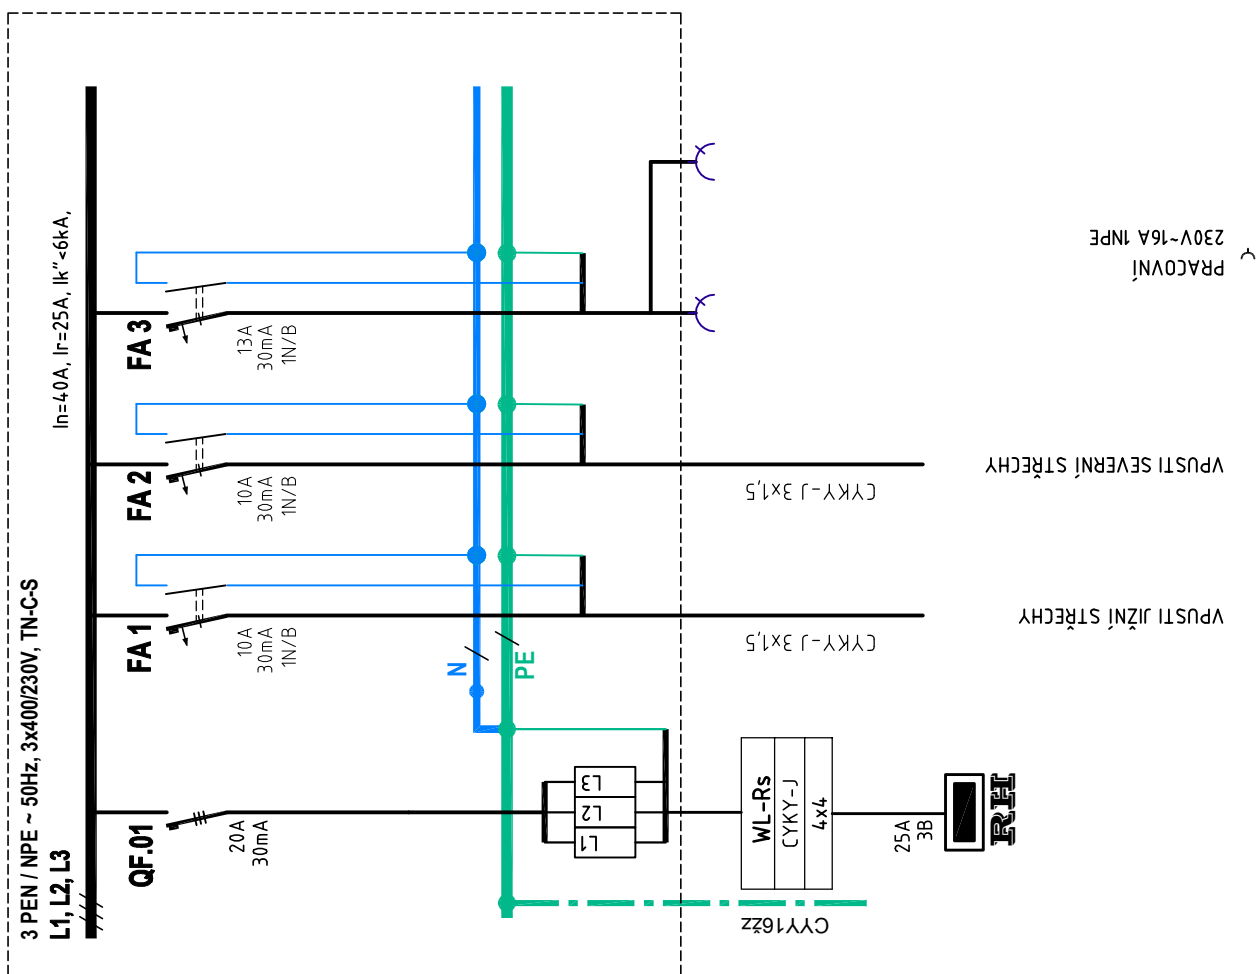 3 PEN / NPE ~ 50Hz, 3x400/230V, TN-C-S
L1, L2, L3
In=40A, Ir=25A, Ik"<6kA,
QF.01
20A
30mA
FA 1
10A
30mA
1N/B
FA 2
10A
30mA
1N/B
FA 3
13A
30mA
1N/B
N
PE
L1
L2
L3
CYY16žz
WL-Rs
CYKY-J
4x4
25A
3B
RH
CYKY-J 3x1,5
VPUSTI JIŽNÍ STŘECHY
CYKY-J 3x1,5
VPUSTI SEVERNÍ STŘECHY
PRACOVNÍ
230V~16A 1NPE